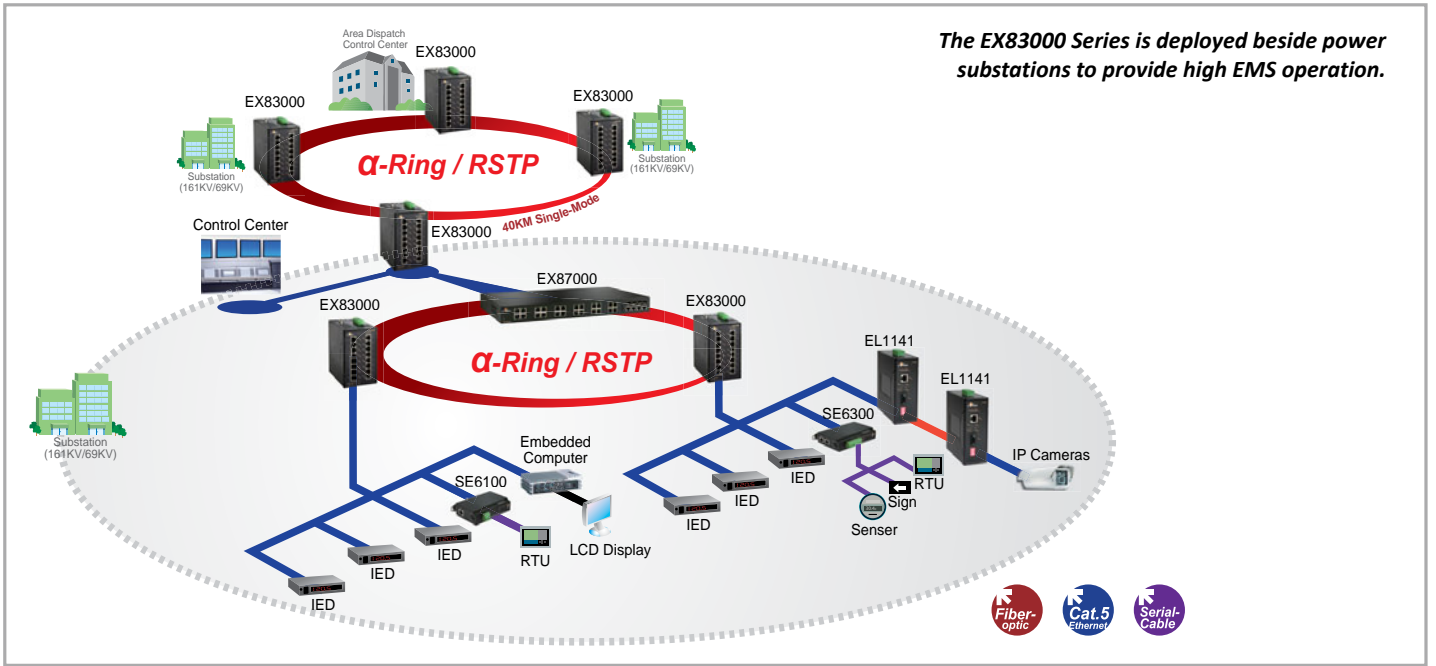 The EX83000 Series is deployed beside power
substations to provide high EMS operation.
Area Dispatch
Control Center
EX83000
EX83000
EX83000
α-Ring / RSTP
Substation
(161KV/69KV)
Substation
(161KV/69KV)
40KM Single-Mode
Control Center
EX83000
EX87000
EX83000
EX83000
α-Ring / RSTP
EL1141
EL1141
SE6300
Substation
(161KV/69KV)
Embedded
Computer
IP Cameras
SE6100
IED
IED
IED
RTU
Sign
Senser
IED
IED
IED
RTU
LCD Display
Fiber-
optic
Cat.5
Ethernet
Serial-
Cable